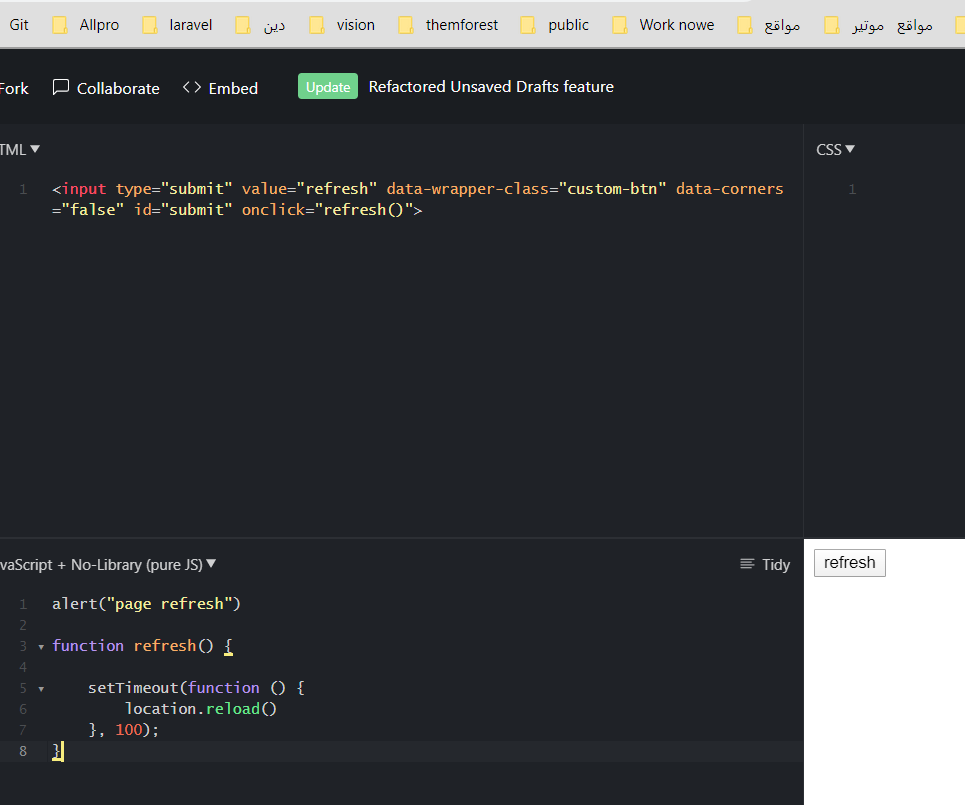 Git Allpro laravel دين vision themforest public Work nowe مواقع مواقع موتير
Fork Collaborate <> Embed Update Refactored Unsaved Drafts feature
TML ▼ CSS ▼
1 <input type="submit" value="refresh" data-wrapper-class="custom-btn" data-corners
="false" id="submit" onclick="refresh()">
1
vaScript + No-Library (pure JS) ▼ Tidy
refresh
1 alert("page refresh")
2
3 function refresh() {
4
5 setTimeout(function () {
6 location.reload()
7 }, 100);
8 }